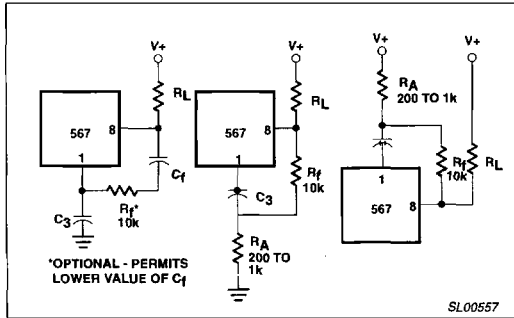 V+
RL
567
8
1
Cf
Rf*
10k
C3
*OPTIONAL - PERMITS
LOWER VALUE OF Cf
V+
RL
567
8
1
Rf
10k
C3
RA
200 TO
1k
V+
V+
RA
200 TO 1k
Rf
10k
RL
1
567
8
SL00557